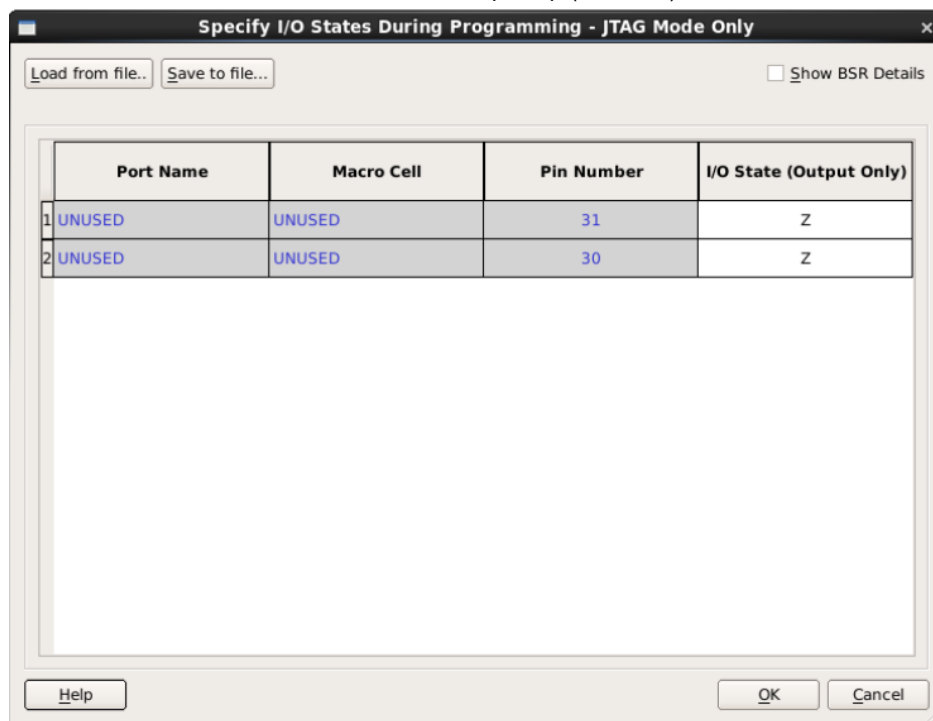 Specify I/O States During Programming - JTAG Mode Only ×
Load from file.. Save to file... Show BSR Details
Port Name Macro Cell Pin Number I/O State (Output Only)
1 UNUSED UNUSED 31 Z
2 UNUSED UNUSED 30 Z
Help OK Cancel